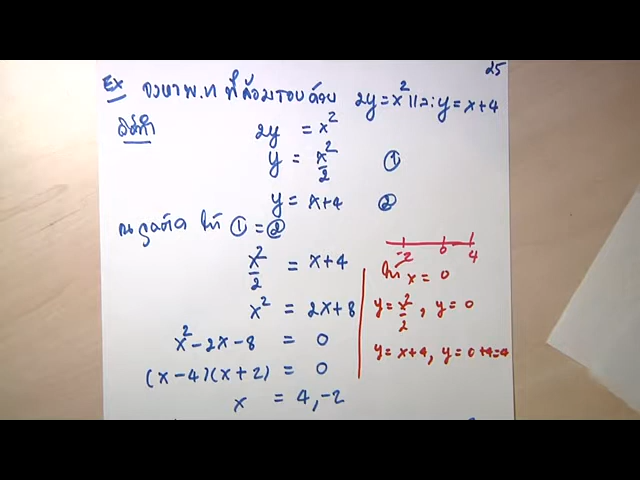 25
Ex จงหา พ.ท ที่ล้อมรอบด้วย 2y = x² และ y = x+4
วิธีทำ
2y = x²
y = x²/2 ①
y = x+4 ②
ณ จุดตัด ให้ ① = ②
x²/2 = x+4
x² = 2x+8
x² - 2x - 8 = 0
(x-4)(x+2) = 0
x = 4, -2
-2 0 4
ให้ x = 0
y = x²/2, y = 0
y = x+4, y = 0+4=4